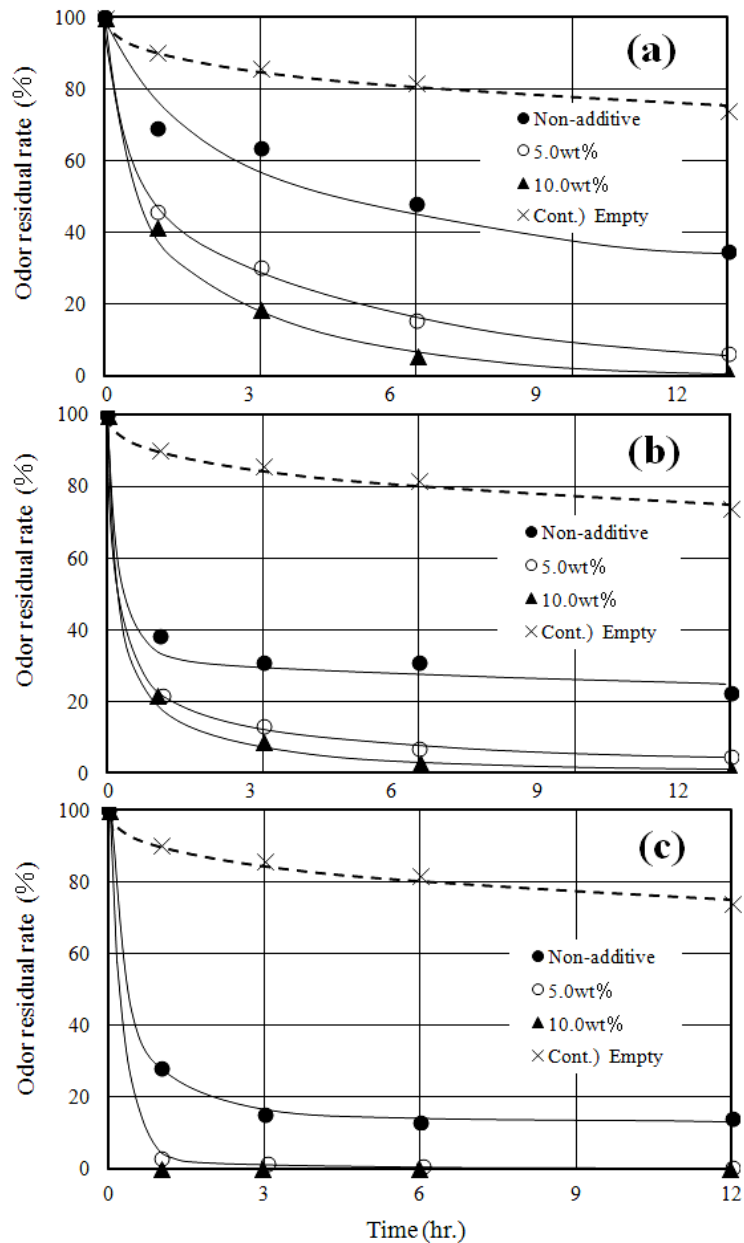 (a)
Odor residual rate (%)
100
80
60
40
20
0
Non-additive
5.0wt%
10.0wt%
Cont.) Empty
0 3 6 9 12
(b)
Odor residual rate (%)
100
80
60
40
20
0
Non-additive
5.0wt%
10.0wt%
Cont.) Empty
0 3 6 9 12
(c)
Odor residual rate (%)
100
80
60
40
20
0
Non-additive
5.0wt%
10.0wt%
Cont.) Empty
0 3 6 9 12
Time (hr.)